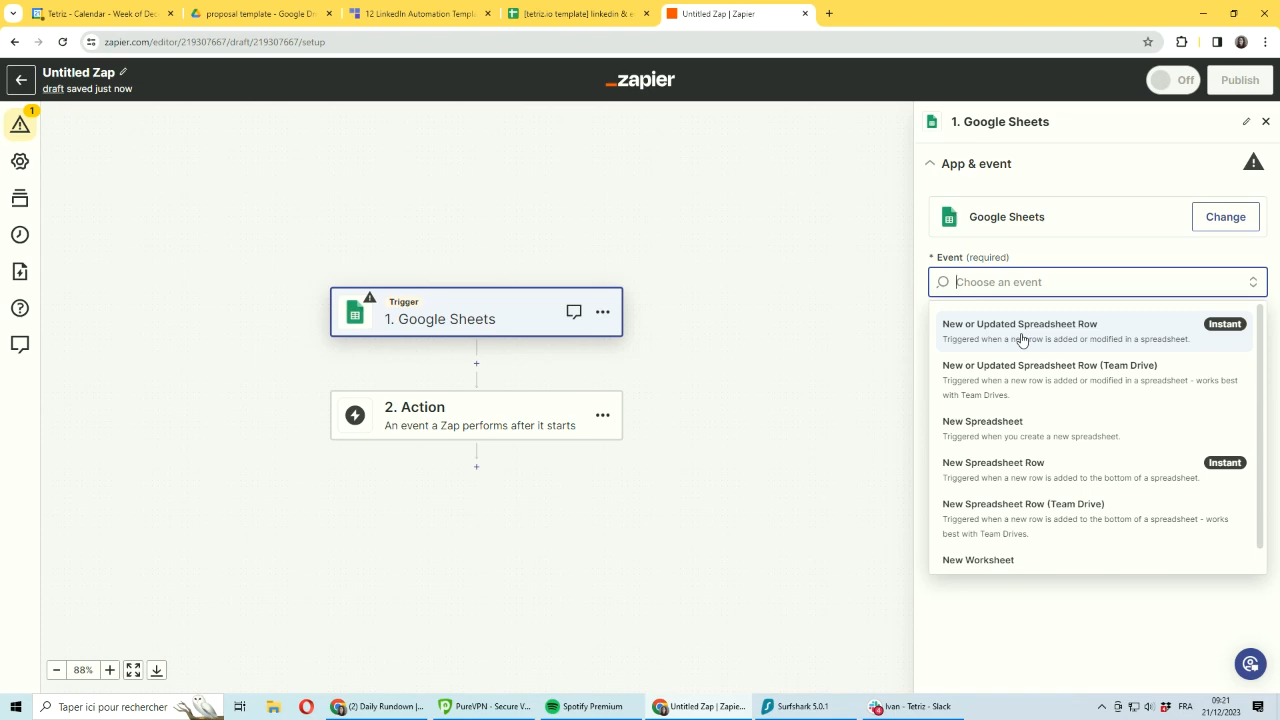 Tetriz - Calendar - Week of Dec
proposal template - Google Dr
12 LinkedIn Automation Templ
[tetriz.io template] linkedin & e
Untitled Zap | Zapier
zapier.com/editor/219307667/draft/219307667/setup
Untitled Zap
draft saved just now
_zapier
Off
Publish
1
1. Google Sheets
App & event
Google Sheets
Change
* Event (required)
Choose an event
Trigger
1. Google Sheets
2. Action
An event a Zap performs after it starts
New or Updated Spreadsheet Row
Instant
Triggered when a new row is added or modified in a spreadsheet.
New or Updated Spreadsheet Row (Team Drive)
Triggered when a new row is added or modified in a spreadsheet - works best
with Team Drives.
New Spreadsheet
Triggered when you create a new spreadsheet.
New Spreadsheet Row
Instant
Triggered when a new row is added to the bottom of a spreadsheet.
New Spreadsheet Row (Team Drive)
Triggered when a new row is added to the bottom of a spreadsheet - works
best with Team Drives.
New Worksheet
88%
Taper ici pour rechercher
(2) Daily Rundown |...
PureVPN - Secure V...
Spotify Premium
Untitled Zap | Zapie...
Surfshark 5.0.1
Ivan - Tetriz - Slack
FRA
09:21
21/12/2023